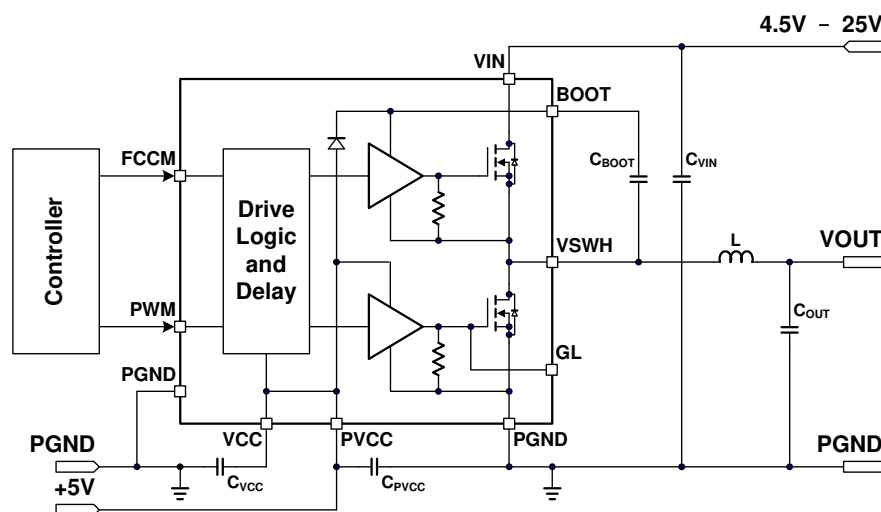 4.5V – 25V
VIN
BOOT
FCCM
CBOOT
CVIN
Controller
Drive
Logic
and
Delay
L
VOUT
VSWH
PWM
COUT
GL
PGND
VCC
PVCC
PGND
PGND
PGND
CVCC
CPVCC
+5V